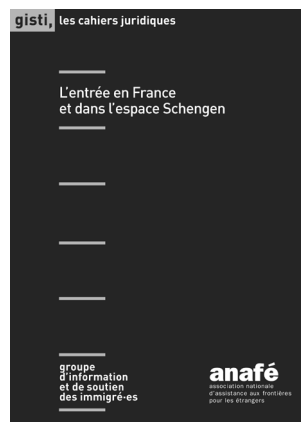 gisti, les cahiers juridiques
L'entrée en France
et dans l'espace Schengen
groupe
d'information
et de soutien
des immigré·es
anafé
association nationale
d'assistance aux frontières
pour les étrangers